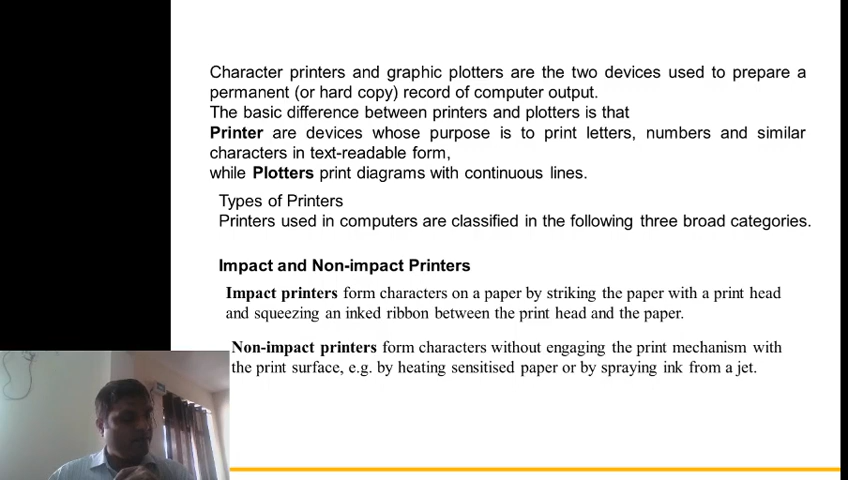 Character printers and graphic plotters are the two devices used to prepare a
permanent (or hard copy) record of computer output.
The basic difference between printers and plotters is that
Printer are devices whose purpose is to print letters, numbers and similar
characters in text-readable form,
while Plotters print diagrams with continuous lines.
Types of Printers
Printers used in computers are classified in the following three broad categories.
Impact and Non-impact Printers
Impact printers form characters on a paper by striking the paper with a print head
and squeezing an inked ribbon between the print head and the paper.
Non-impact printers form characters without engaging the print mechanism with
the print surface, e.g. by heating sensitised paper or by spraying ink from a jet.